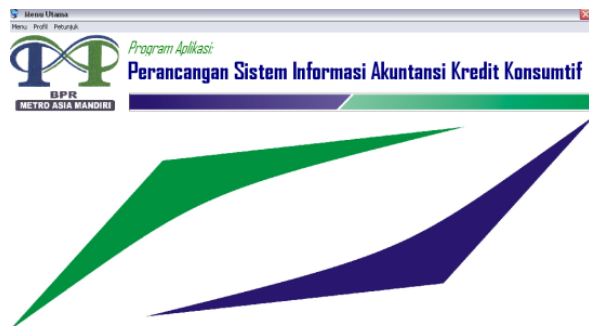 Menu Utama
Menu Profil Petunjuk
Program Aplikasi:
Perancangan Sistem Informasi Akuntansi Kredit Konsumtif
BPR
METRO ASIA MANDIRI